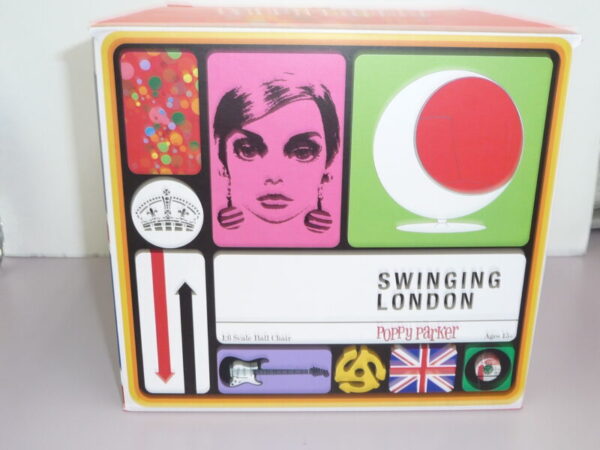 SWINGING
LONDON
1:6 Scale Ball Chair
Poppy Parker
Ages 15+